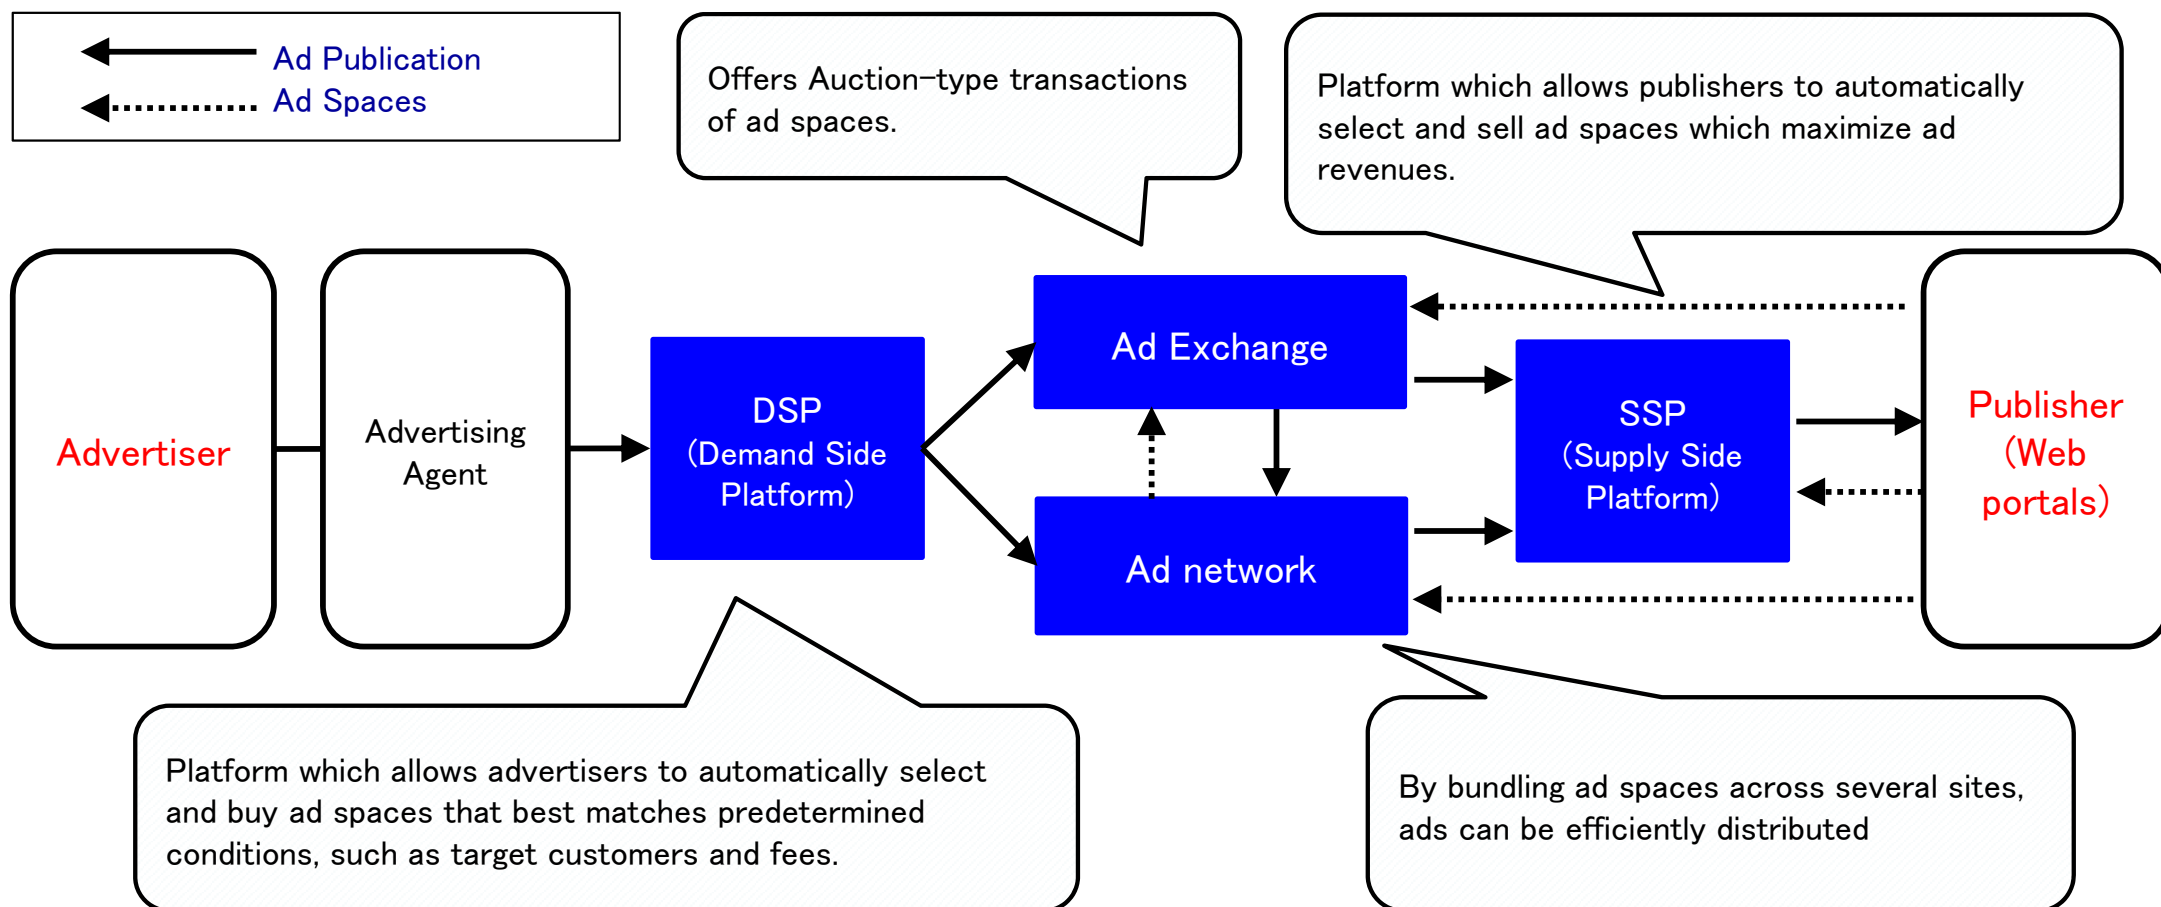 Ad Publication
Ad Spaces
Offers Auction-type transactions
of ad spaces.
Platform which allows publishers to automatically
select and sell ad spaces which maximize ad
revenues.
Advertiser
Advertising
Agent
DSP
(Demand Side
Platform)
Ad Exchange
Ad network
SSP
(Supply Side
Platform)
Publisher
(Web
portals)
Platform which allows advertisers to automatically select
and buy ad spaces that best matches predetermined
conditions, such as target customers and fees.
By bundling ad spaces across several sites,
ads can be efficiently distributed